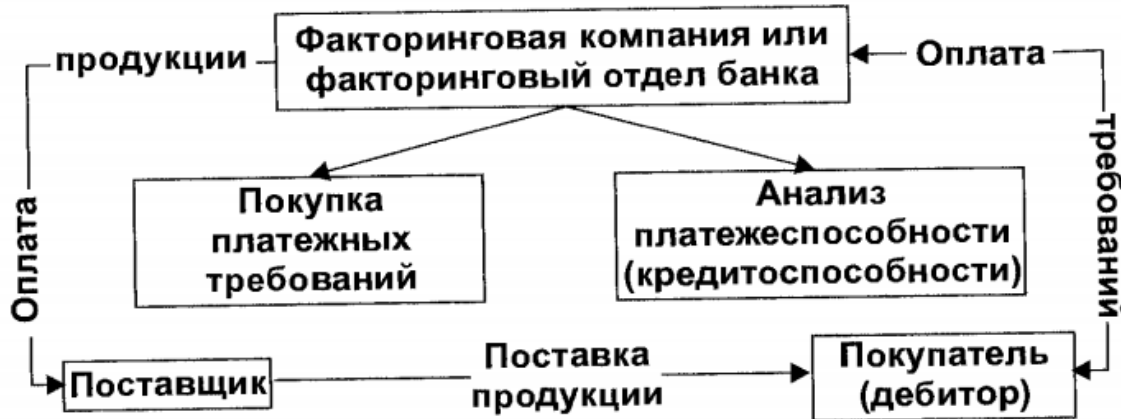 Факторинговая компания или
факторинговый отдел банка
продукции
Оплата
Оплата
требований
Покупка
платежных
требований
Анализ
платежеспособности
(кредитоспособности)
Поставщик
Поставка
продукции
Покупатель
(дебитор)